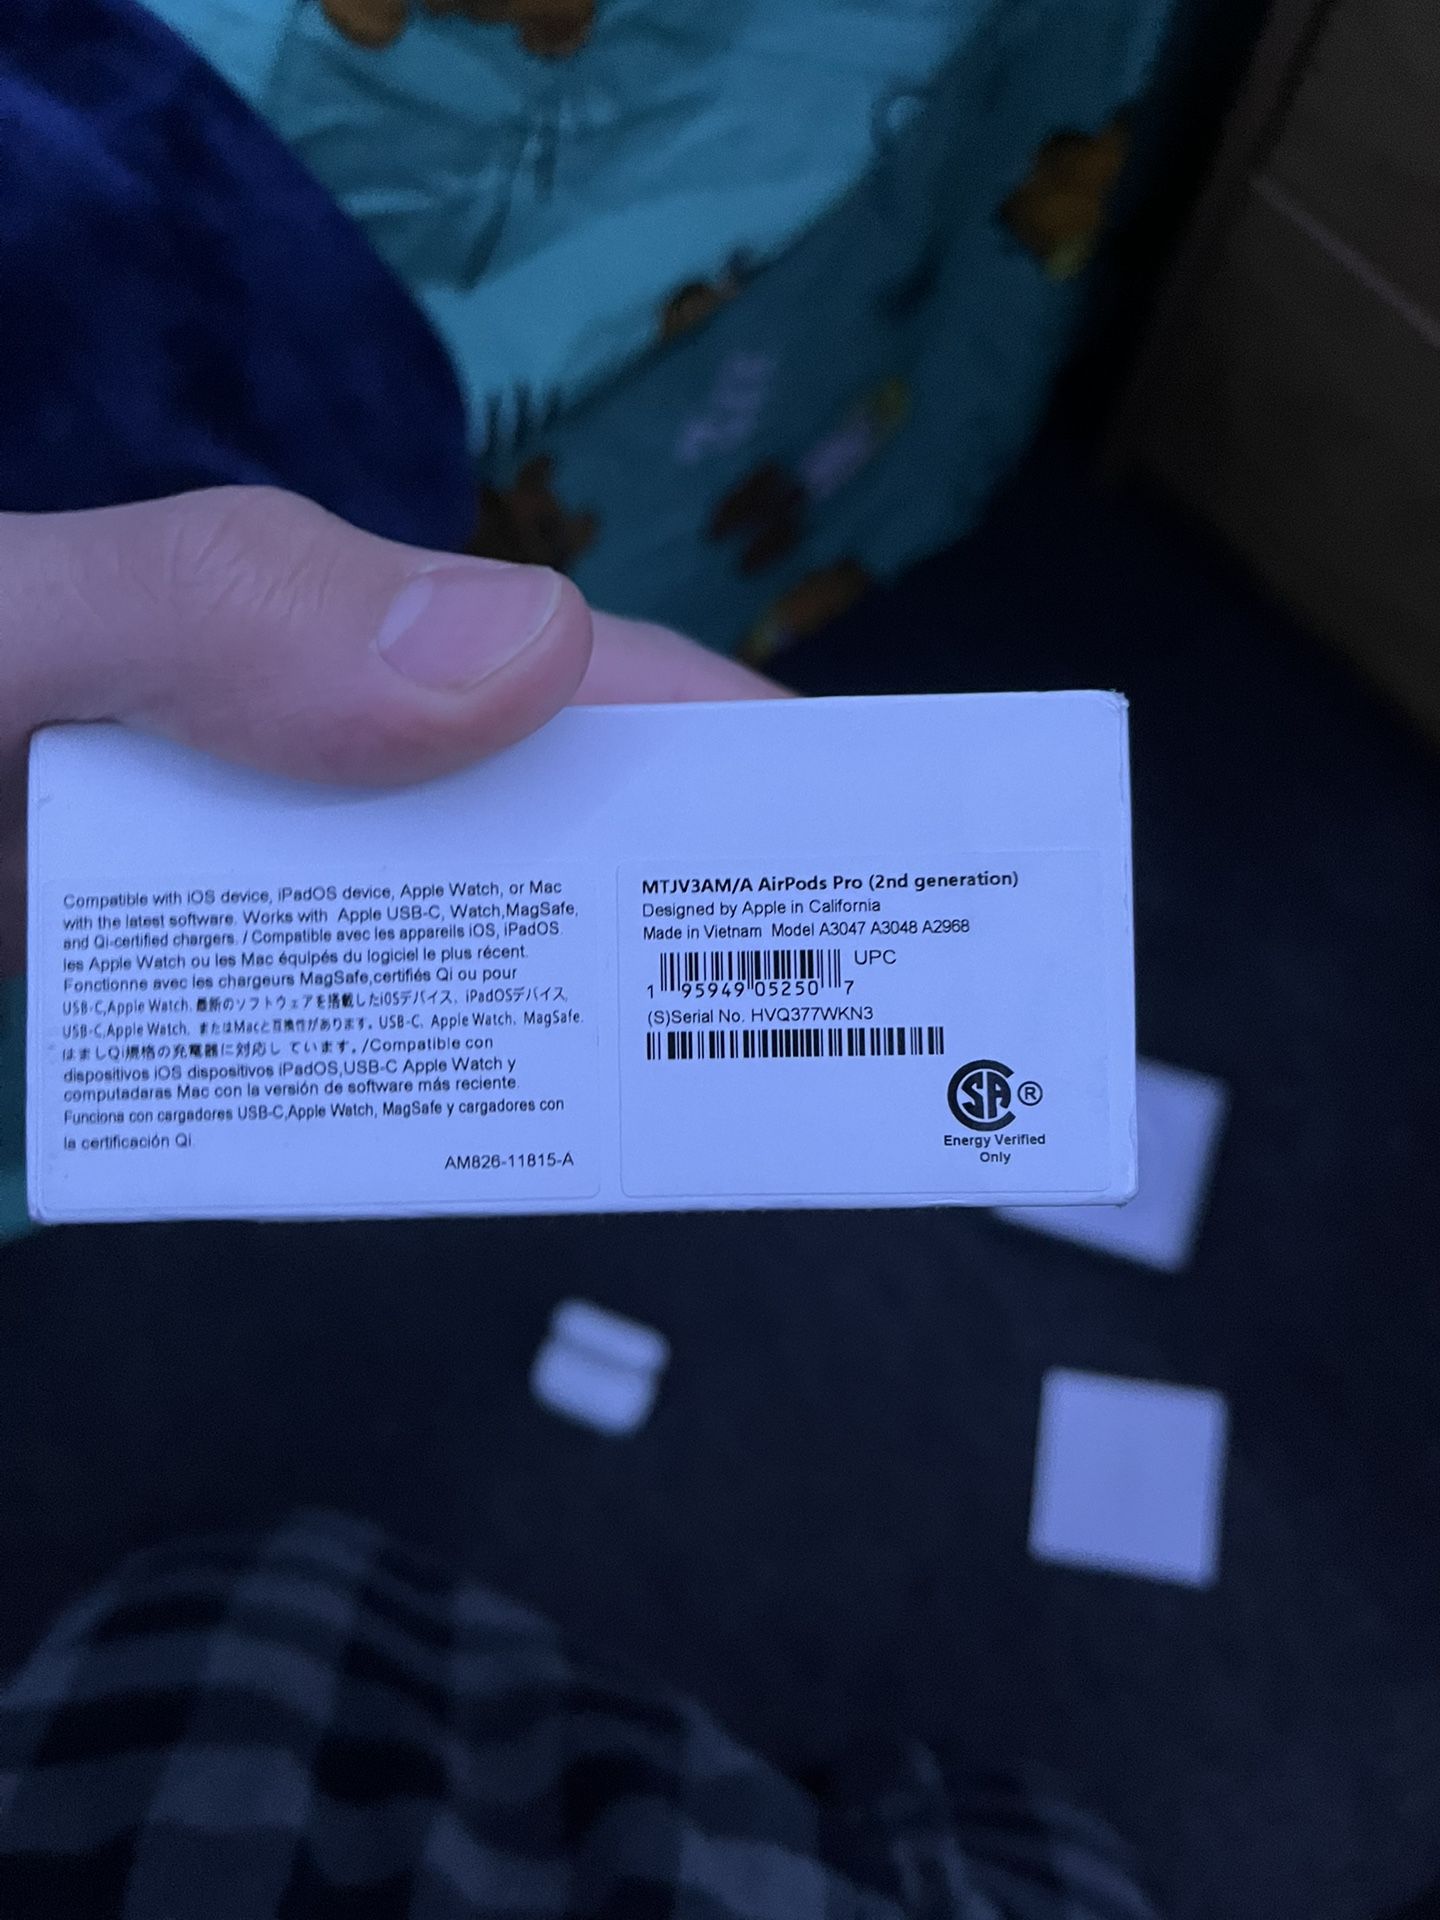 Compatible with iOS device, iPadOS device, Apple Watch, or Mac
with the latest software. Works with Apple USB-C, Watch,MagSafe,
and Qi-certified chargers. / Compatible avec les appareils iOS, iPadOS.
les Apple Watch ou les Mac équipés du logiciel le plus récent.
Fonctionne avec les chargeurs MagSafe,certifiés Qi ou pour
USB-C,Apple Watch. 最新のソフトウェアを搭載したiOSデバイス、iPadOSデバイス,
USB-C,Apple Watch, またはMacと互換性があります。USB-C, Apple Watch, MagSafe.
はましQi規格の充電器に対応し ています。/Compatible con
dispositivos iOS dispositivos iPadOS,USB-C Apple Watch y
computadaras Mac con la versión de software más reciente.
Funciona con cargadores USB-C,Apple Watch, MagSafe y cargadores con
la certificación Qi.
AM826-11815-A
MTJV3AM/A AirPods Pro (2nd generation)
Designed by Apple in California
Made in Vietnam Model A3047 A3048 A2968
UPC
1 95949 05250 7
(S)Serial No. HVQ377WKN3
SA ®
Energy Verified
Only